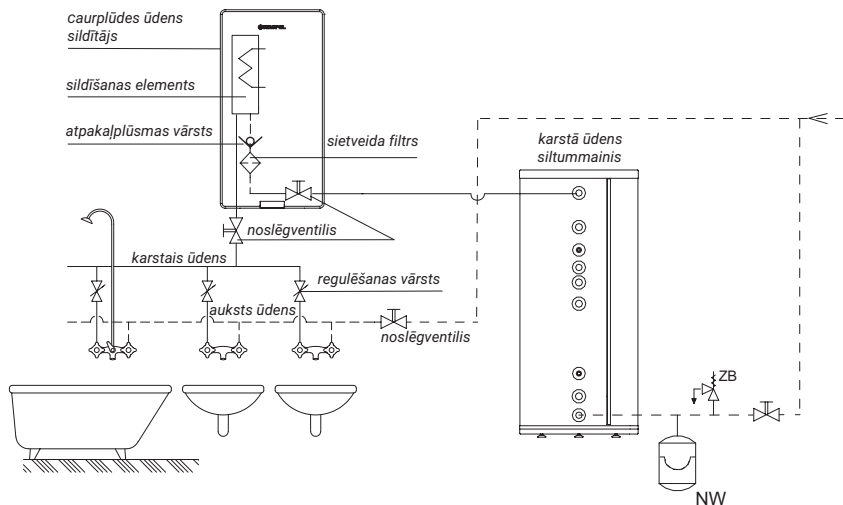 caurplūdes ūdens
sildītājs
sildīšanas elements
atpakaļplūsmas vārsts
sietveida filtrs
karstā ūdens
siltummainis
noslēgventilis
karstais ūdens
regulēšanas vārsts
auksts ūdens
noslēgventilis
ZB
NW